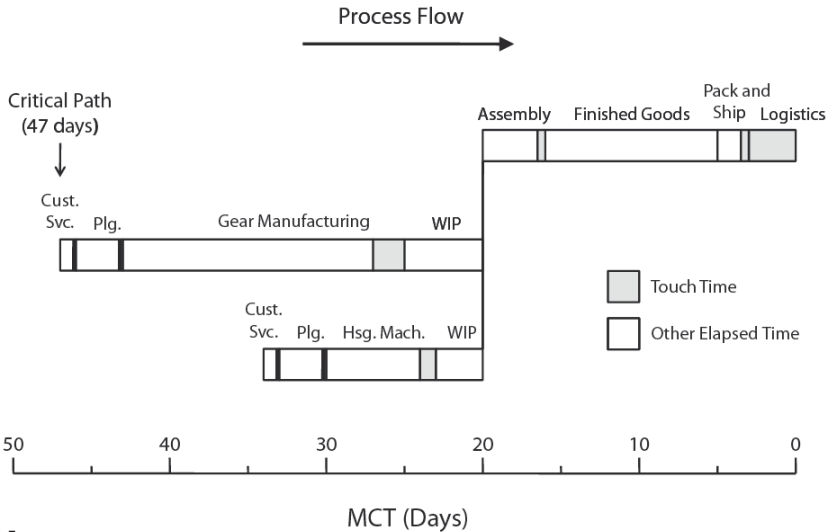 Process Flow
Critical Path
(47 days)
Assembly
Finished Goods
Pack and
Ship
Logistics
Cust.
Svc.
Plg.
Gear Manufacturing
WIP
Cust.
Svc.
Plg.
Hsg. Mach.
WIP
Touch Time
Other Elapsed Time
50
40
30
20
10
0
MCT (Days)